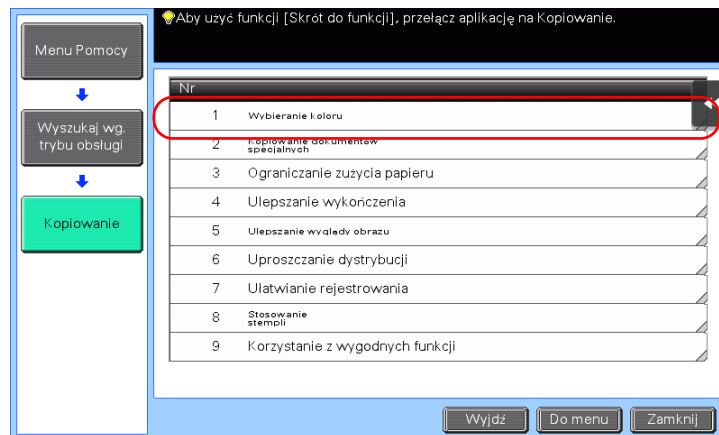 Aby użyć funkcji [Skrót do funkcji], przełącz aplikację na Kopiowanie.
Menu Pomocy
Wyszukaj wg.
trybu obsługi
Kopiowanie
Nr
1 Wybieranie koloru
2 Kopiowanie dokumentów
specjalnych
3 Ograniczanie zużycia papieru
4 Ulepszanie wykończenia
5 Ulepszanie wyglądy obrazu
6 Uproszczanie dystrybucji
7 Ułatwianie rejestrowania
8 Stosowanie
stempli
9 Korzystanie z wygodnych funkcji
Wyjdź
Do menu
Zamknij